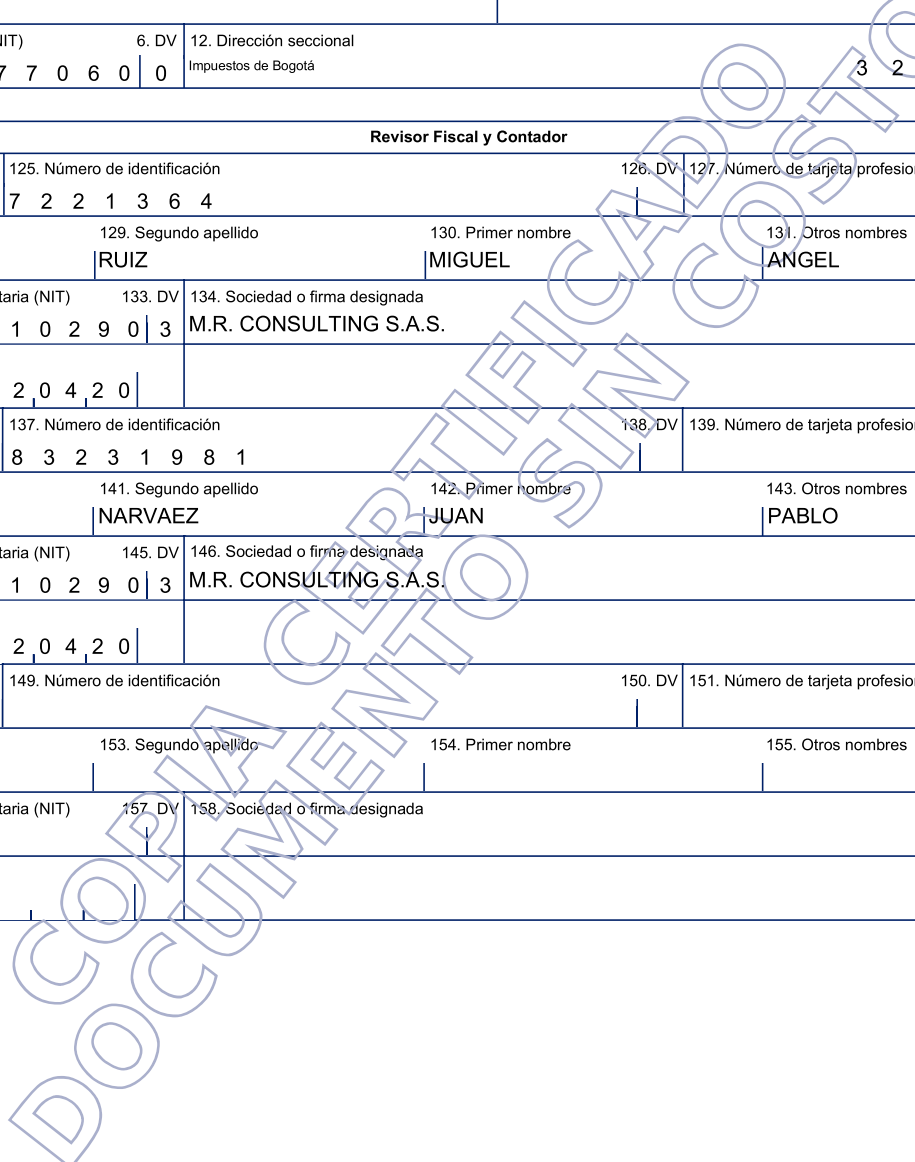 IIT) 6. DV 12. Dirección seccional
7 7 0 6 0 0 Impuestos de Bogotá 3 2
Revisor Fiscal y Contador
125. Número de identificación 126. DV 127. Número de tarjeta profesio
7 2 2 1 3 6 4
129. Segundo apellido 130. Primer nombre 131. Otros nombres
RUIZ MIGUEL ANGEL
taria (NIT) 133. DV 134. Sociedad o firma designada
1 0 2 9 0 3 M.R. CONSULTING S.A.S.
2 0 4 2 0
137. Número de identificación 138. DV 139. Número de tarjeta profesio
8 3 2 3 1 9 8 1
141. Segundo apellido 142. Primer nombre 143. Otros nombres
NARVAEZ JUAN PABLO
taria (NIT) 145. DV 146. Sociedad o firma designada
1 0 2 9 0 3 M.R. CONSULTING S.A.S.
2 0 4 2 0
149. Número de identificación 150. DV 151. Número de tarjeta profesio
153. Segundo apellido 154. Primer nombre 155. Otros nombres
taria (NIT) 157. DV 158. Sociedad o firma designada
COPIA CERTIFICADO
DOCUMENTO SIN COSTO